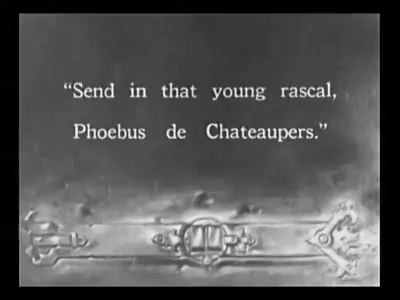 “Send in that young rascal,
Phoebus de Chateaupers.”